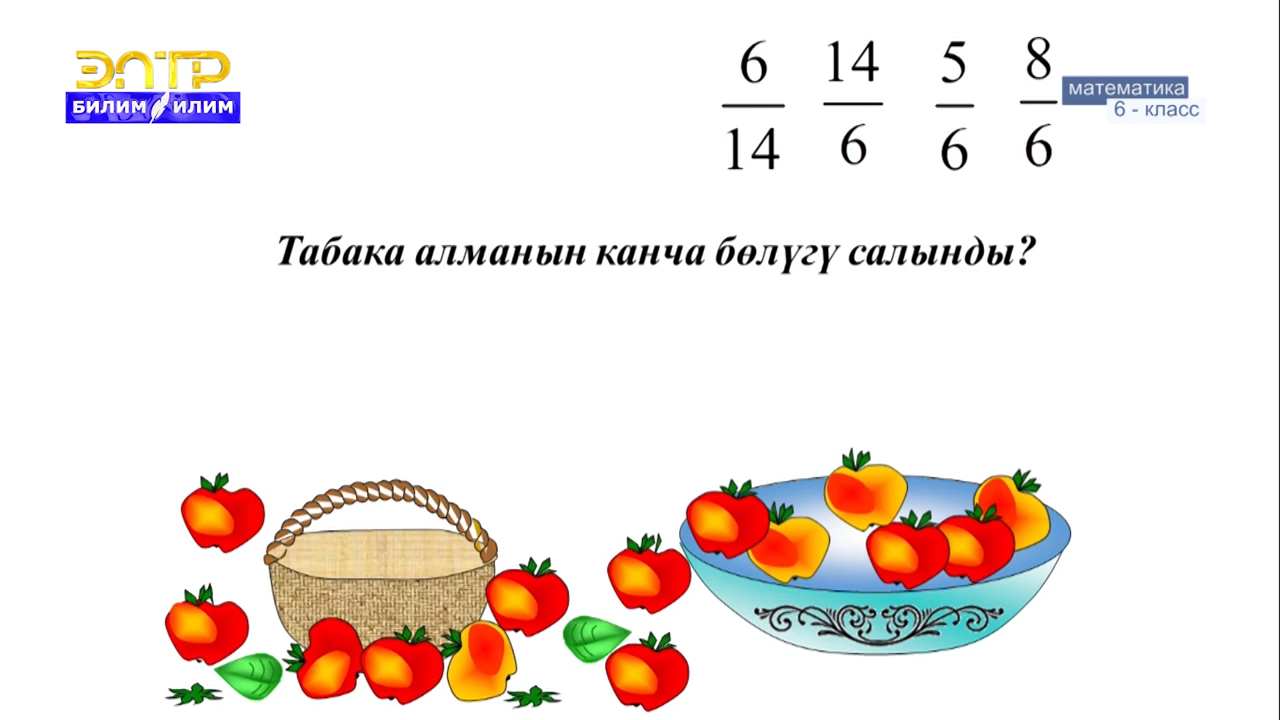 ЭЛТР
БИЛИМ ИЛИМ
6/14 14/6 5/6 8/6
математика
6 - класс
Табака алманын канча бөлүгү салынды?